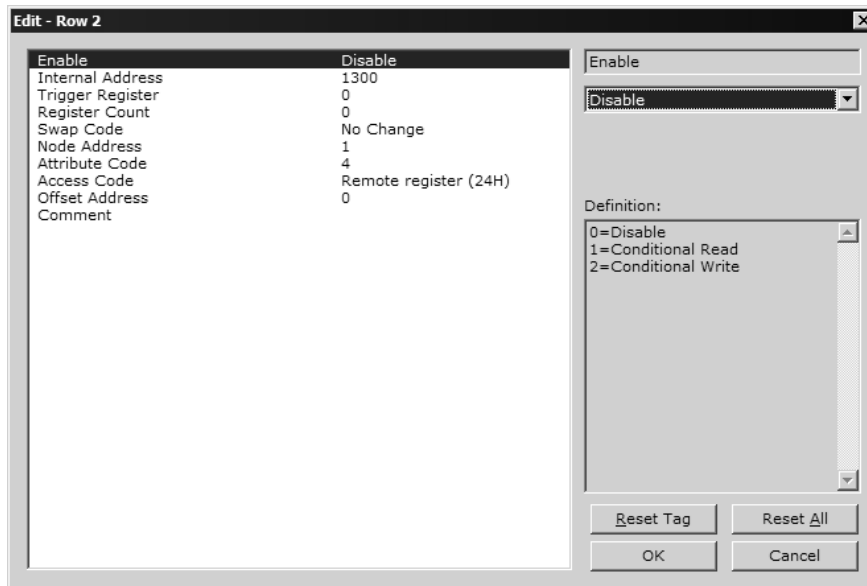 Edit - Row 2
Enable Disable
Internal Address 1300
Trigger Register 0
Register Count 0
Swap Code No Change
Node Address 1
Attribute Code 4
Access Code Remote register (24H)
Offset Address 0
Comment
Enable
Disable
Definition:
0=Disable
1=Conditional Read
2=Conditional Write
Reset Tag Reset All
OK Cancel